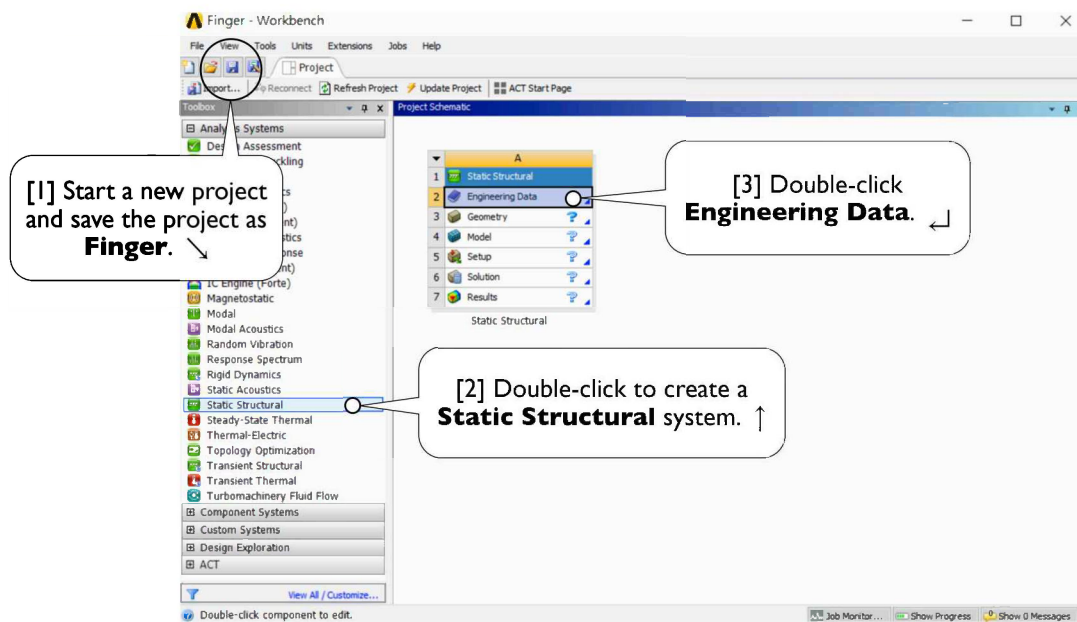 Finger - Workbench
File View Tools Units Extensions Jobs Help
Project
Import... Reconnect Refresh Project Update Project ACT Start Page
Toolbox
Project Schematic
Analysis Systems
Design Assessment
[1] Start a new project
and save the project as
Finger. ↘
IC Engine (Forte)
Magnetostatic
Modal
Modal Acoustics
Random Vibration
Response Spectrum
Rigid Dynamics
Static Acoustics
Static Structural
Steady-State Thermal
Thermal-Electric
Topology Optimization
Transient Structural
Transient Thermal
Turbomachinery Fluid Flow
Component Systems
Custom Systems
Design Exploration
ACT
View All / Customize...
A
1 Static Structural
2 Engineering Data
3 Geometry ?
4 Model ?
5 Setup ?
6 Solution ?
7 Results ?
Static Structural
[3] Double-click
Engineering Data. ↵
[2] Double-click to create a
Static Structural system. ↑
Double-click component to edit.
Job Monitor... Show Progress Show 0 Messages